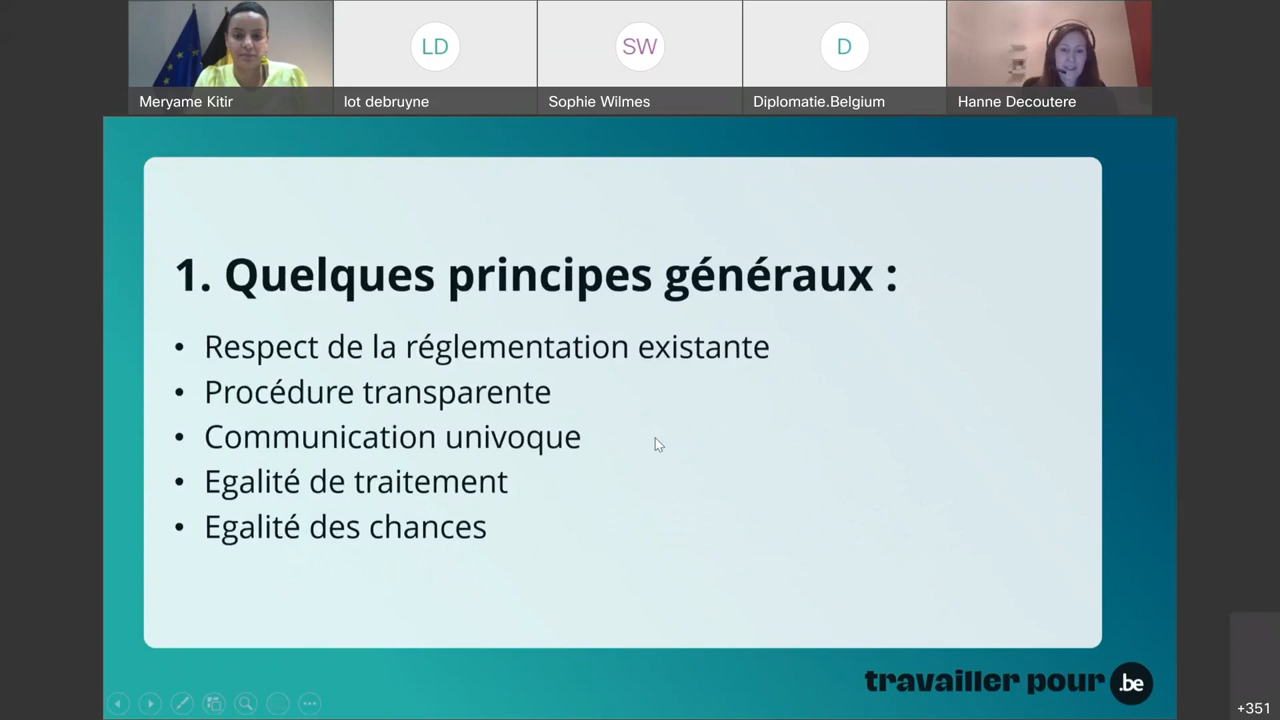 LD
SW
D
Meryame Kitir
lot debruyne
Sophie Wilmes
Diplomatie.Belgium
Hanne Decoutere
1. Quelques principes généraux :
• Respect de la réglementation existante
• Procédure transparente
• Communication univoque
• Egalité de traitement
• Egalité des chances
travailler pour .be
+351